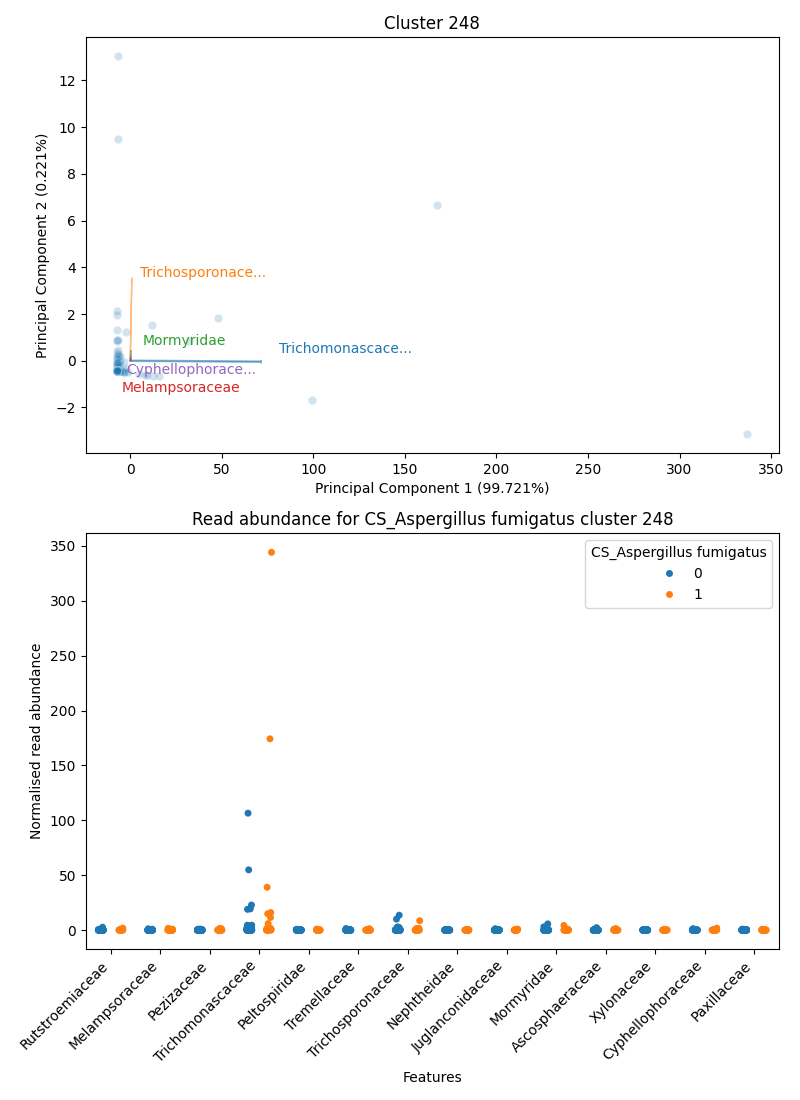 Cluster 248
12
10
8
6
4
2
0
−2
Principal Component 2 (0.221%)
Trichosporonace...
Mormyridae
Trichomonascace...
Cyphellophorace...
Melampsoraceae
0 50 100 150 200 250 300 350
Principal Component 1 (99.721%)
Read abundance for CS_Aspergillus fumigatus cluster 248
350
300
250
200
150
100
50
0
Normalised read abundance
CS_Aspergillus fumigatus
0
1
Rutstroemiaceae
Melampsoraceae
Pezizaceae
Trichomonascaceae
Peltospiridae
Tremellaceae
Trichosporonaceae
Nephtheidae
Juglanconidaceae
Mormyridae
Ascosphaeraceae
Xylonaceae
Cyphellophoraceae
Paxillaceae
Features